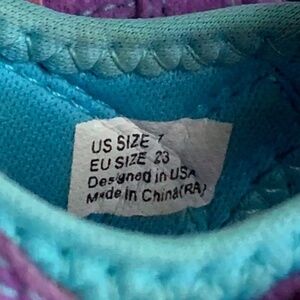 US SIZE 7
EU SIZE 23
Designed in USA
Made in China(RA)